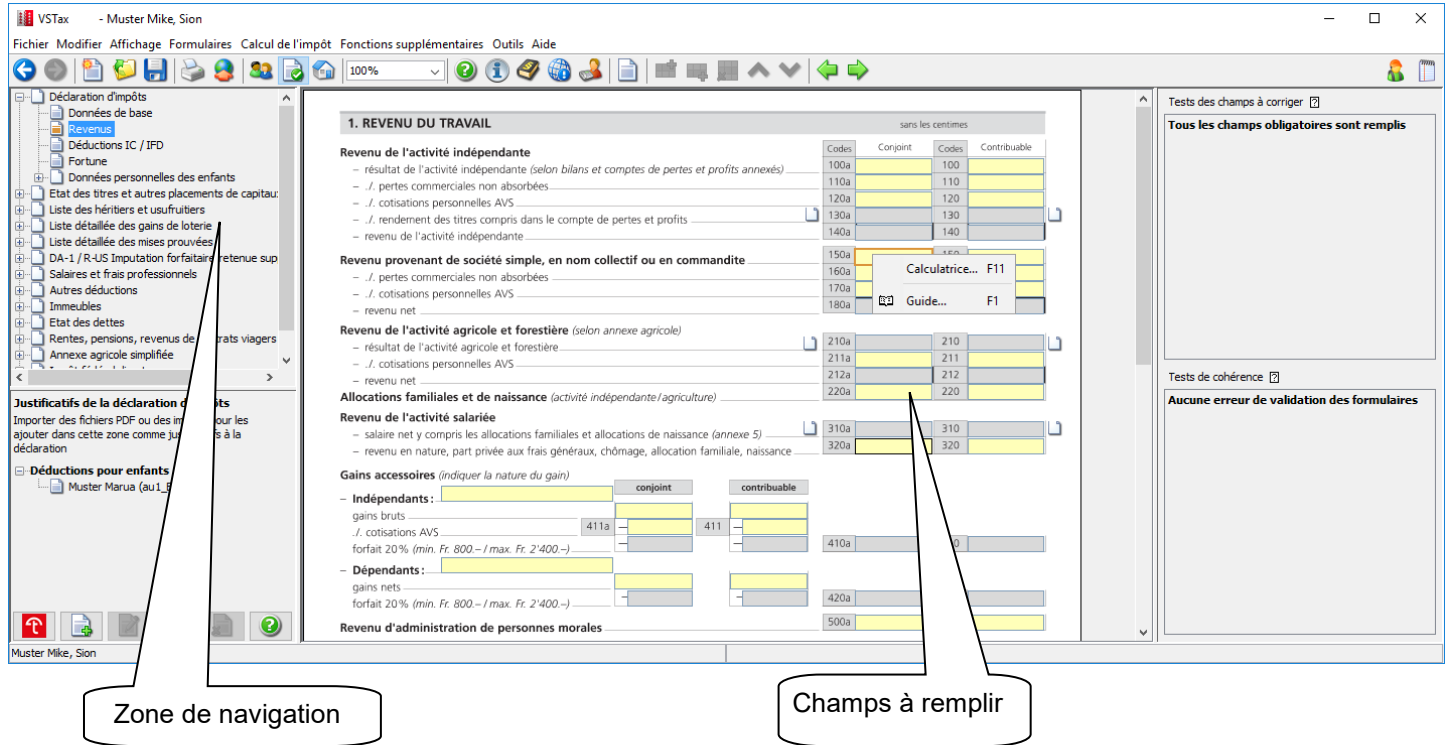 VSTax - Muster Mike, Sion
Fichier Modifier Affichage Formulaires Calcul de l'impôt Fonctions supplémentaires Outils Aide
100%
Déclaration d'impôts
Données de base
Revenus
Déductions IC / IFD
Fortune
Données personnelles des enfants
Etat des titres et autres placements de capitau
Liste des héritiers et usufruitiers
Liste détaillée des gains de loterie
Liste détaillée des mises prouvées
DA-1 / R-US Imputation forfaitaire retenue sup
Salaires et frais professionnels
Autres déductions
Immeubles
Etat des dettes
Rentes, pensions, revenus de rats viagers
Annexe agricole simplifiée
Justificatifs de la déclaration d ts
Importer des fichiers PDF ou des im our les
ajouter dans cette zone comme ju fs à la
déclaration
Déductions pour enfants
Muster Marua (au1_
Muster Mike, Sion
1. REVENU DU TRAVAIL sans les centimes
Codes Conjoint Codes Contribuable
Revenu de l'activité indépendante
– résultat de l'activité indépendante (selon bilans et comptes de pertes et profits annexés) 100a 100
– ./. pertes commerciales non absorbées 110a 110
– ./. cotisations personnelles AVS 120a 120
– ./. rendement des titres compris dans le compte de pertes et profits 130a 130
– revenu de l'activité indépendante 140a 140
Revenu provenant de société simple, en nom collectif ou en commandite 150a 150
– ./. pertes commerciales non absorbées 160a
– ./. cotisations personnelles AVS 170a
– revenu net 180a
Calculatrice... F11
Guide... F1
Revenu de l'activité agricole et forestière (selon annexe agricole)
– résultat de l'activité agricole et forestière 210a 210
– ./. cotisations personnelles AVS 211a 211
– revenu net 212a 212
Allocations familiales et de naissance (activité indépendante/agriculture) 220a 220
Revenu de l'activité salariée
– salaire net y compris les allocations familiales et allocations de naissance (annexe 5) 310a 310
– revenu en nature, part privée aux frais généraux, chômage, allocation familiale, naissance 320a 320
Gains accessoires (indiquer la nature du gain)
conjoint contribuable
– Indépendants:
gains bruts
./. cotisations AVS 411a – 411 –
forfait 20% (min. Fr. 800.– / max. Fr. 2'400.–) – – 410a 0
– Dépendants:
gains nets
forfait 20% (min. Fr. 800.– / max. Fr. 2'400.–) – – 420a
Revenu d'administration de personnes morales 500a
Tests des champs à corriger ?
Tous les champs obligatoires sont remplis
Tests de cohérence ?
Aucune erreur de validation des formulaires
Zone de navigation
Champs à remplir